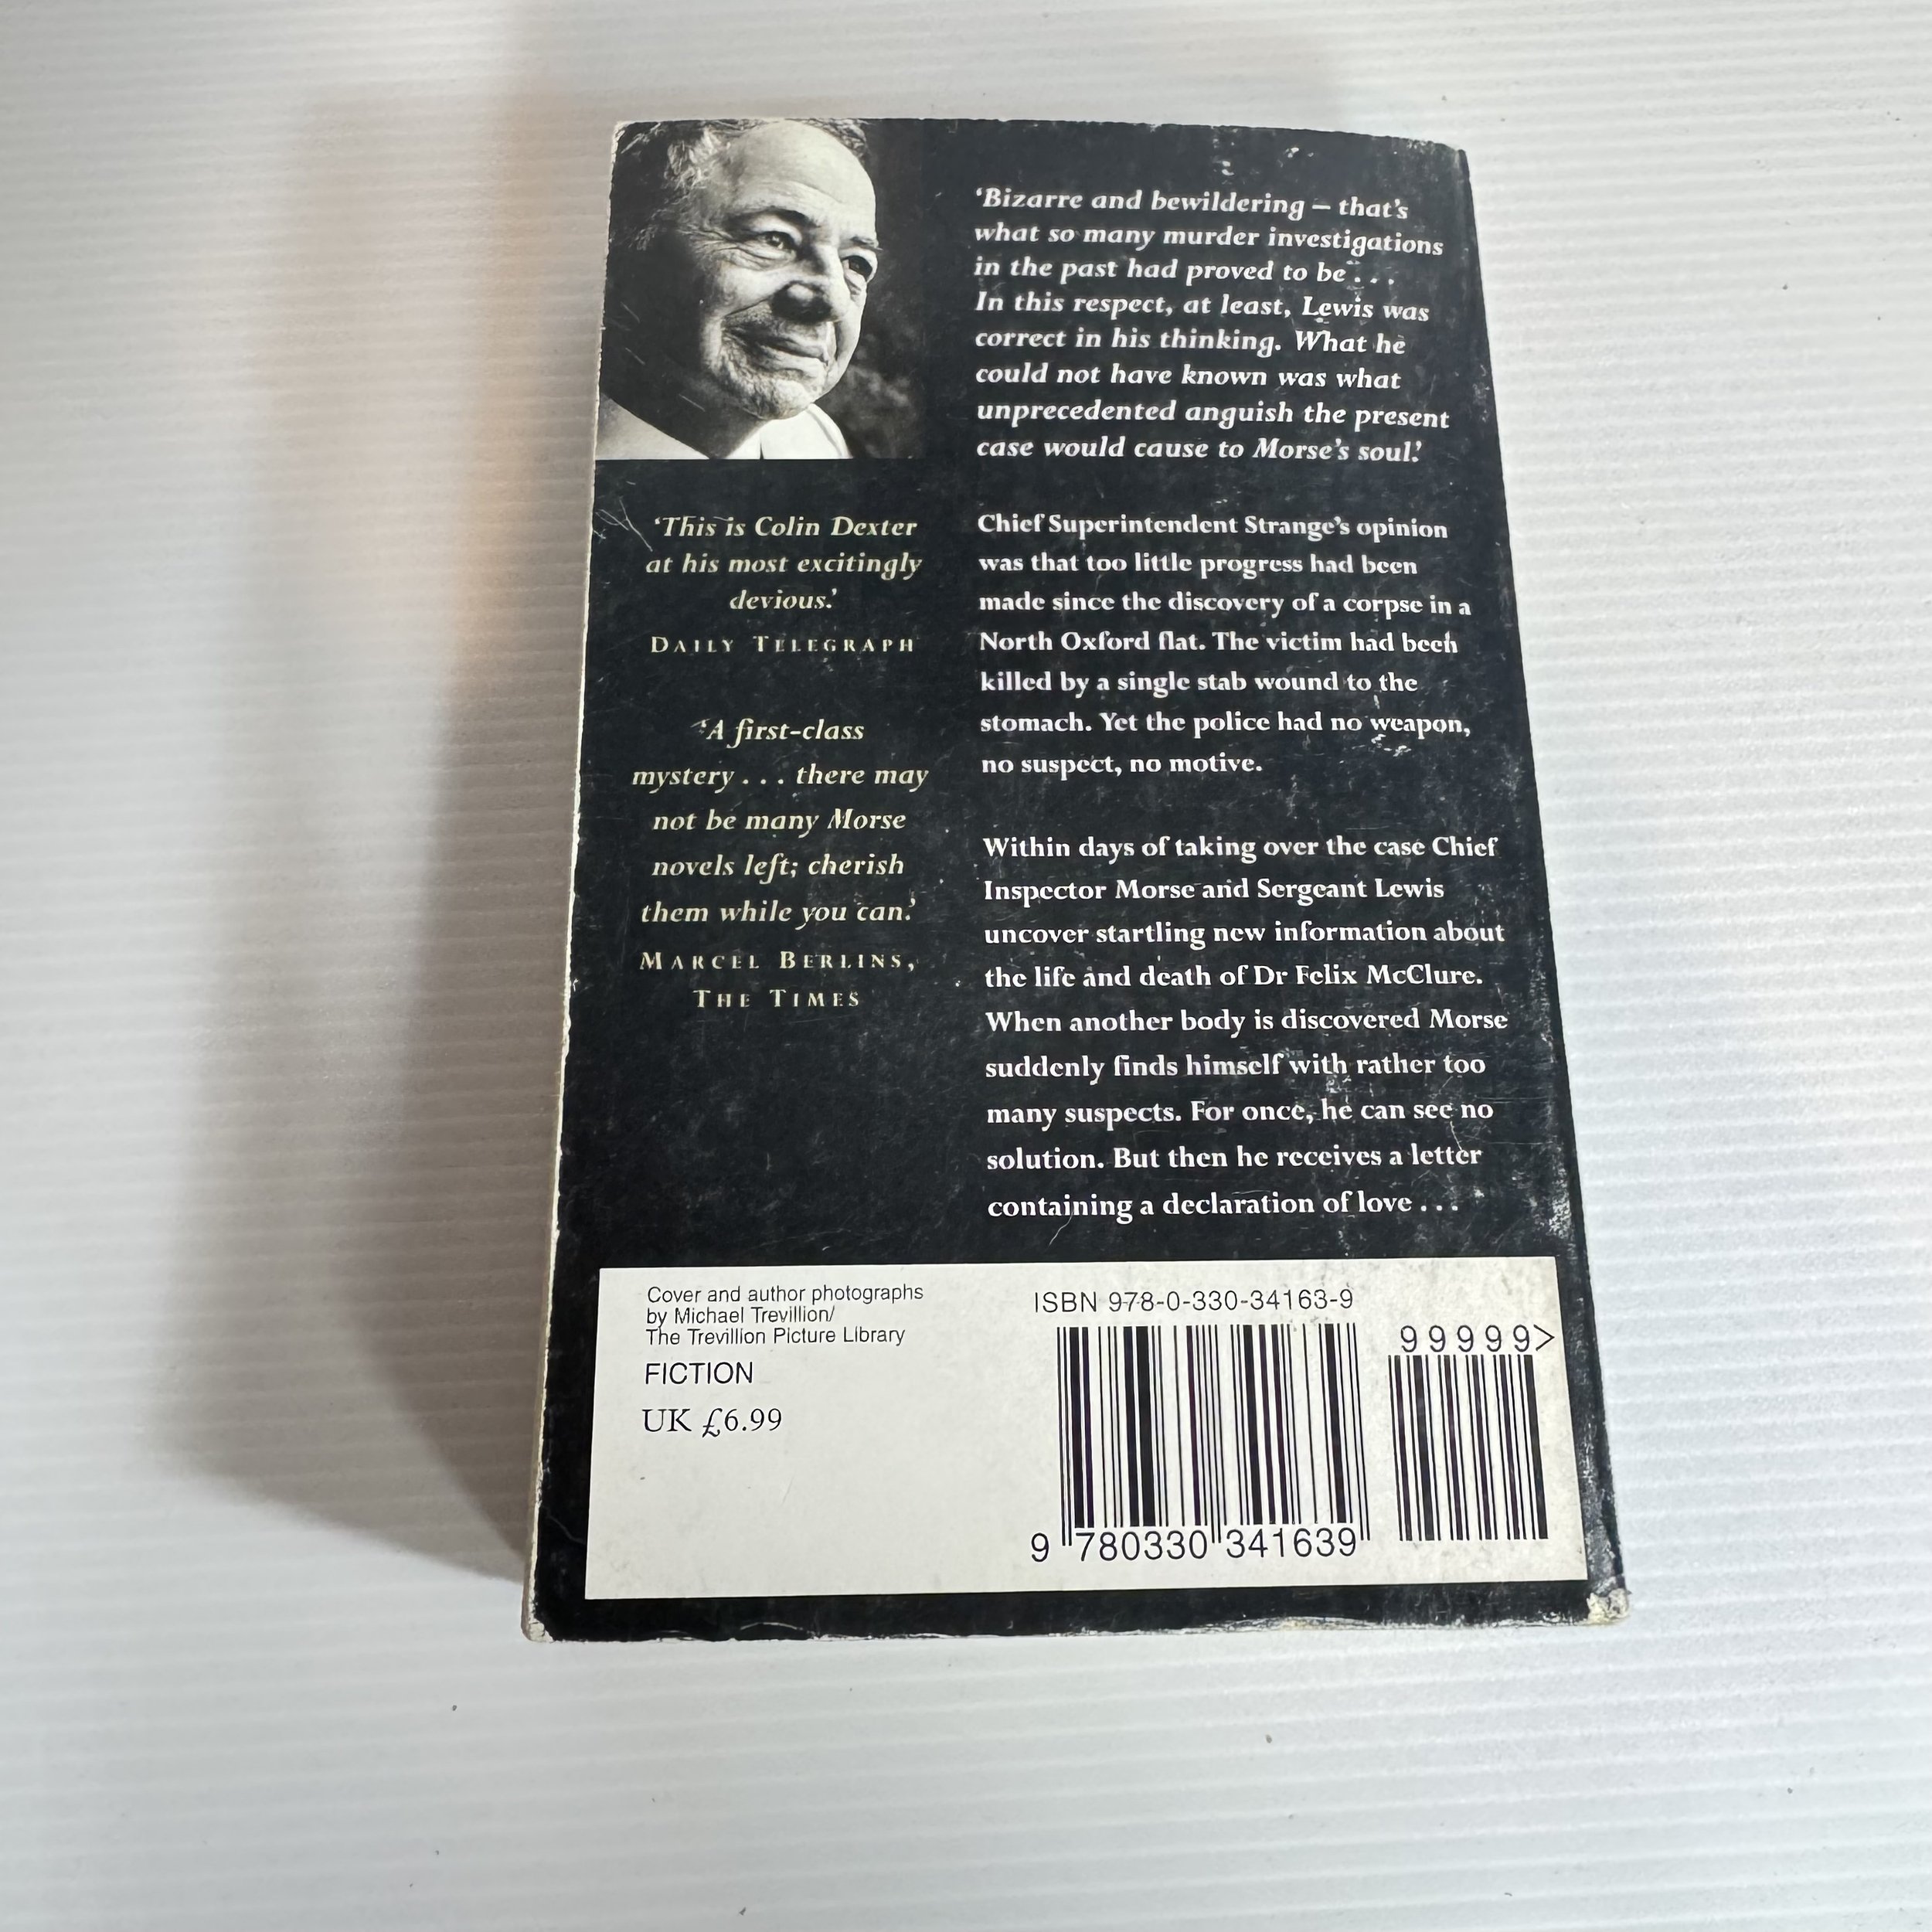 ‘Bizarre and bewildering – that’s
what so many murder investigations
in the past had proved to be . . .
In this respect, at least, Lewis was
correct in his thinking. What he
could not have known was what
unprecedented anguish the present
case would cause to Morse’s soul.’
‘This is Colin Dexter
at his most excitingly
devious.’
DAILY TELEGRAPH
‘A first-class
mystery . . . there may
not be many Morse
novels left; cherish
them while you can.’
MARCEL BERLINS,
THE TIMES
Chief Superintendent Strange’s opinion
was that too little progress had been
made since the discovery of a corpse in a
North Oxford flat. The victim had been
killed by a single stab wound to the
stomach. Yet the police had no weapon,
no suspect, no motive.
Within days of taking over the case Chief
Inspector Morse and Sergeant Lewis
uncover startling new information about
the life and death of Dr Felix McClure.
When another body is discovered Morse
suddenly finds himself with rather too
many suspects. For once, he can see no
solution. But then he receives a letter
containing a declaration of love . . .
Cover and author photographs
by Michael Trevillion/
The Trevillion Picture Library
FICTION
UK £6.99
ISBN 978-0-330-34163-9
99999>
9 780330 341639